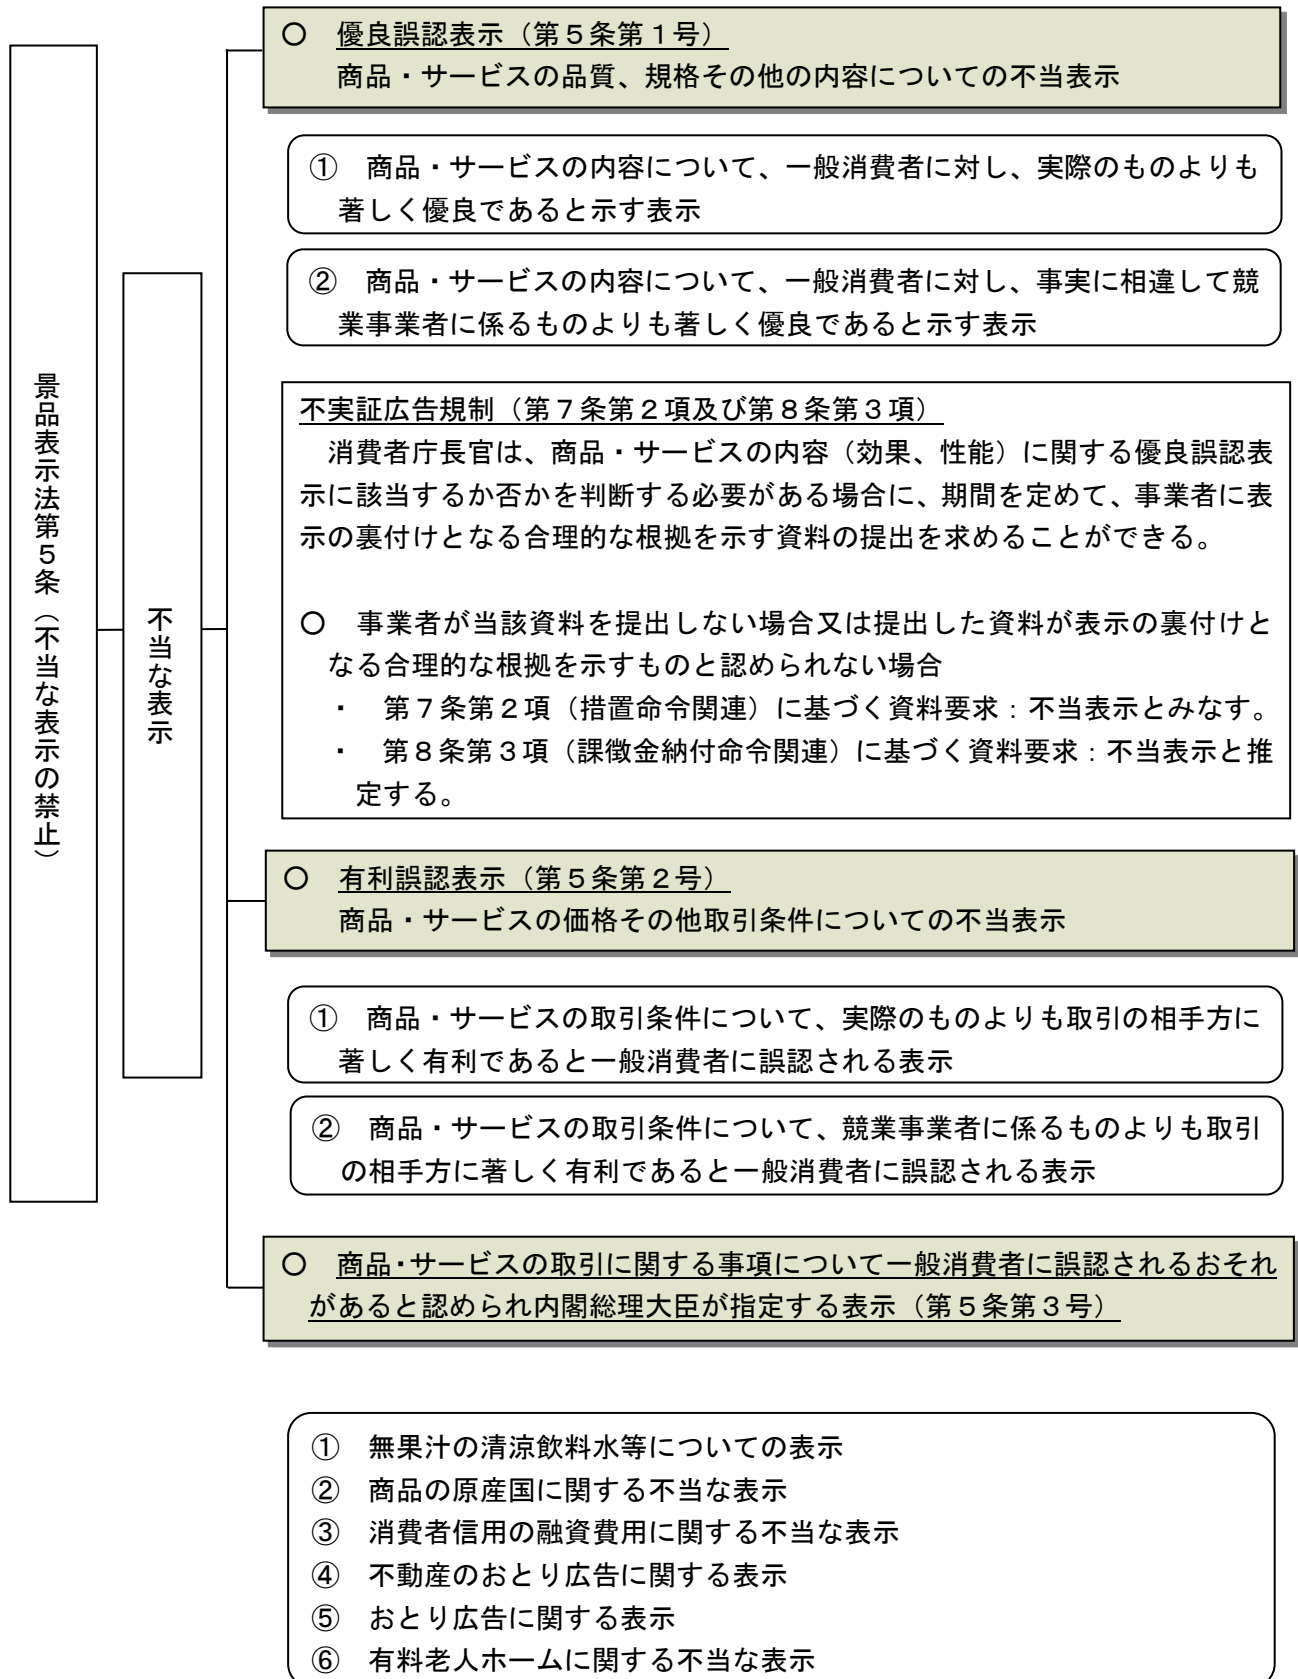 景品表示法第５条（不当な表示の禁止）
不当な表示
○　優良誤認表示（第５条第１号）
商品・サービスの品質、規格その他の内容についての不当表示
①　商品・サービスの内容について、一般消費者に対し、実際のものよりも
著しく優良であると示す表示
②　商品・サービスの内容について、一般消費者に対し、事実に相違して競
業事業者に係るものよりも著しく優良であると示す表示
不実証広告規制（第７条第２項及び第８条第３項）
消費者庁長官は、商品・サービスの内容（効果、性能）に関する優良誤認表
示に該当するか否かを判断する必要がある場合に、期間を定めて、事業者に表
示の裏付けとなる合理的な根拠を示す資料の提出を求めることができる。
○　事業者が当該資料を提出しない場合又は提出した資料が表示の裏付けと
なる合理的な根拠を示すものと認められない場合
・　第７条第２項（措置命令関連）に基づく資料要求：不当表示とみなす。
・　第８条第３項（課徴金納付命令関連）に基づく資料要求：不当表示と推
定する。
○　有利誤認表示（第５条第２号）
商品・サービスの価格その他取引条件についての不当表示
①　商品・サービスの取引条件について、実際のものよりも取引の相手方に
著しく有利であると一般消費者に誤認される表示
②　商品・サービスの取引条件について、競業事業者に係るものよりも取引
の相手方に著しく有利であると一般消費者に誤認される表示
○　商品・サービスの取引に関する事項について一般消費者に誤認されるおそれ
があると認められ内閣総理大臣が指定する表示（第５条第３号）
①　無果汁の清涼飲料水等についての表示
②　商品の原産国に関する不当な表示
③　消費者信用の融資費用に関する不当な表示
④　不動産のおとり広告に関する表示
⑤　おとり広告に関する表示
⑥　有料老人ホームに関する不当な表示